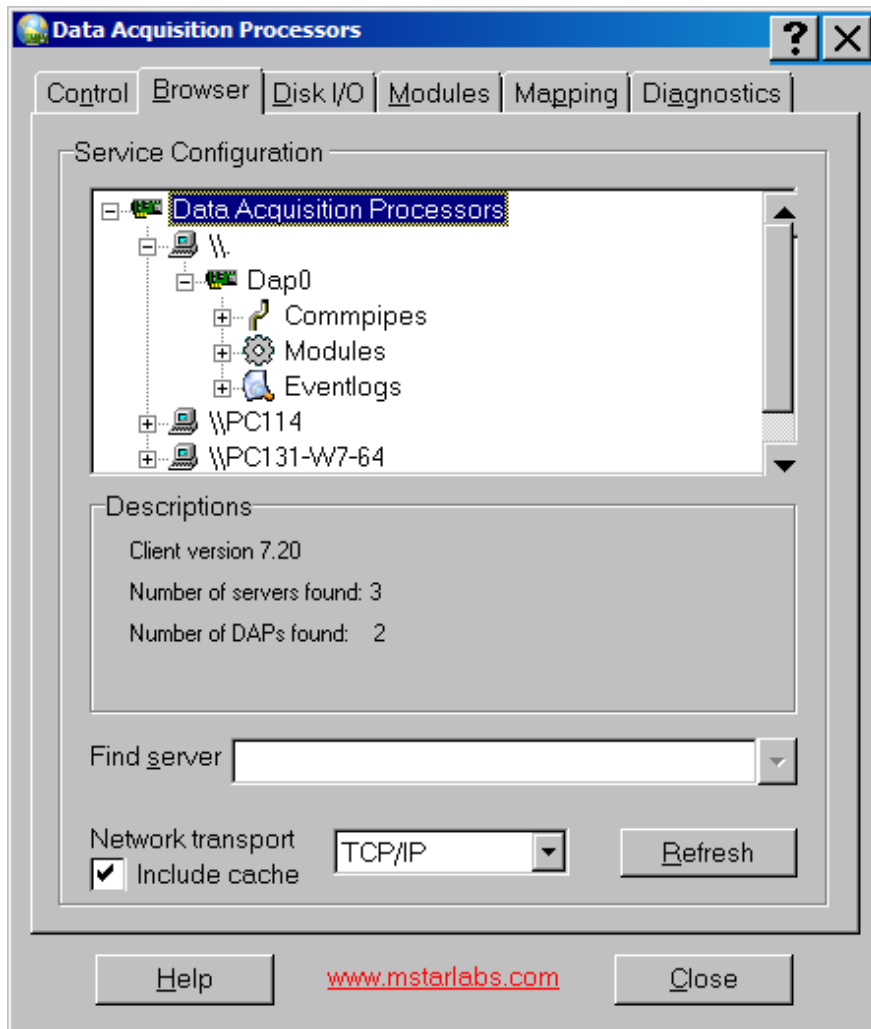 Data Acquisition Processors
Control Browser Disk I/O Modules Mapping Diagnostics
Service Configuration
Data Acquisition Processors
\\.
Dap0
Commpipes
Modules
Eventlogs
\\PC114
\\PC131-W7-64
Descriptions
Client version 7.20
Number of servers found: 3
Number of DAPs found: 2
Find server
Network transport
TCP/IP
Refresh
Include cache
Help www.mstarlabs.com Close